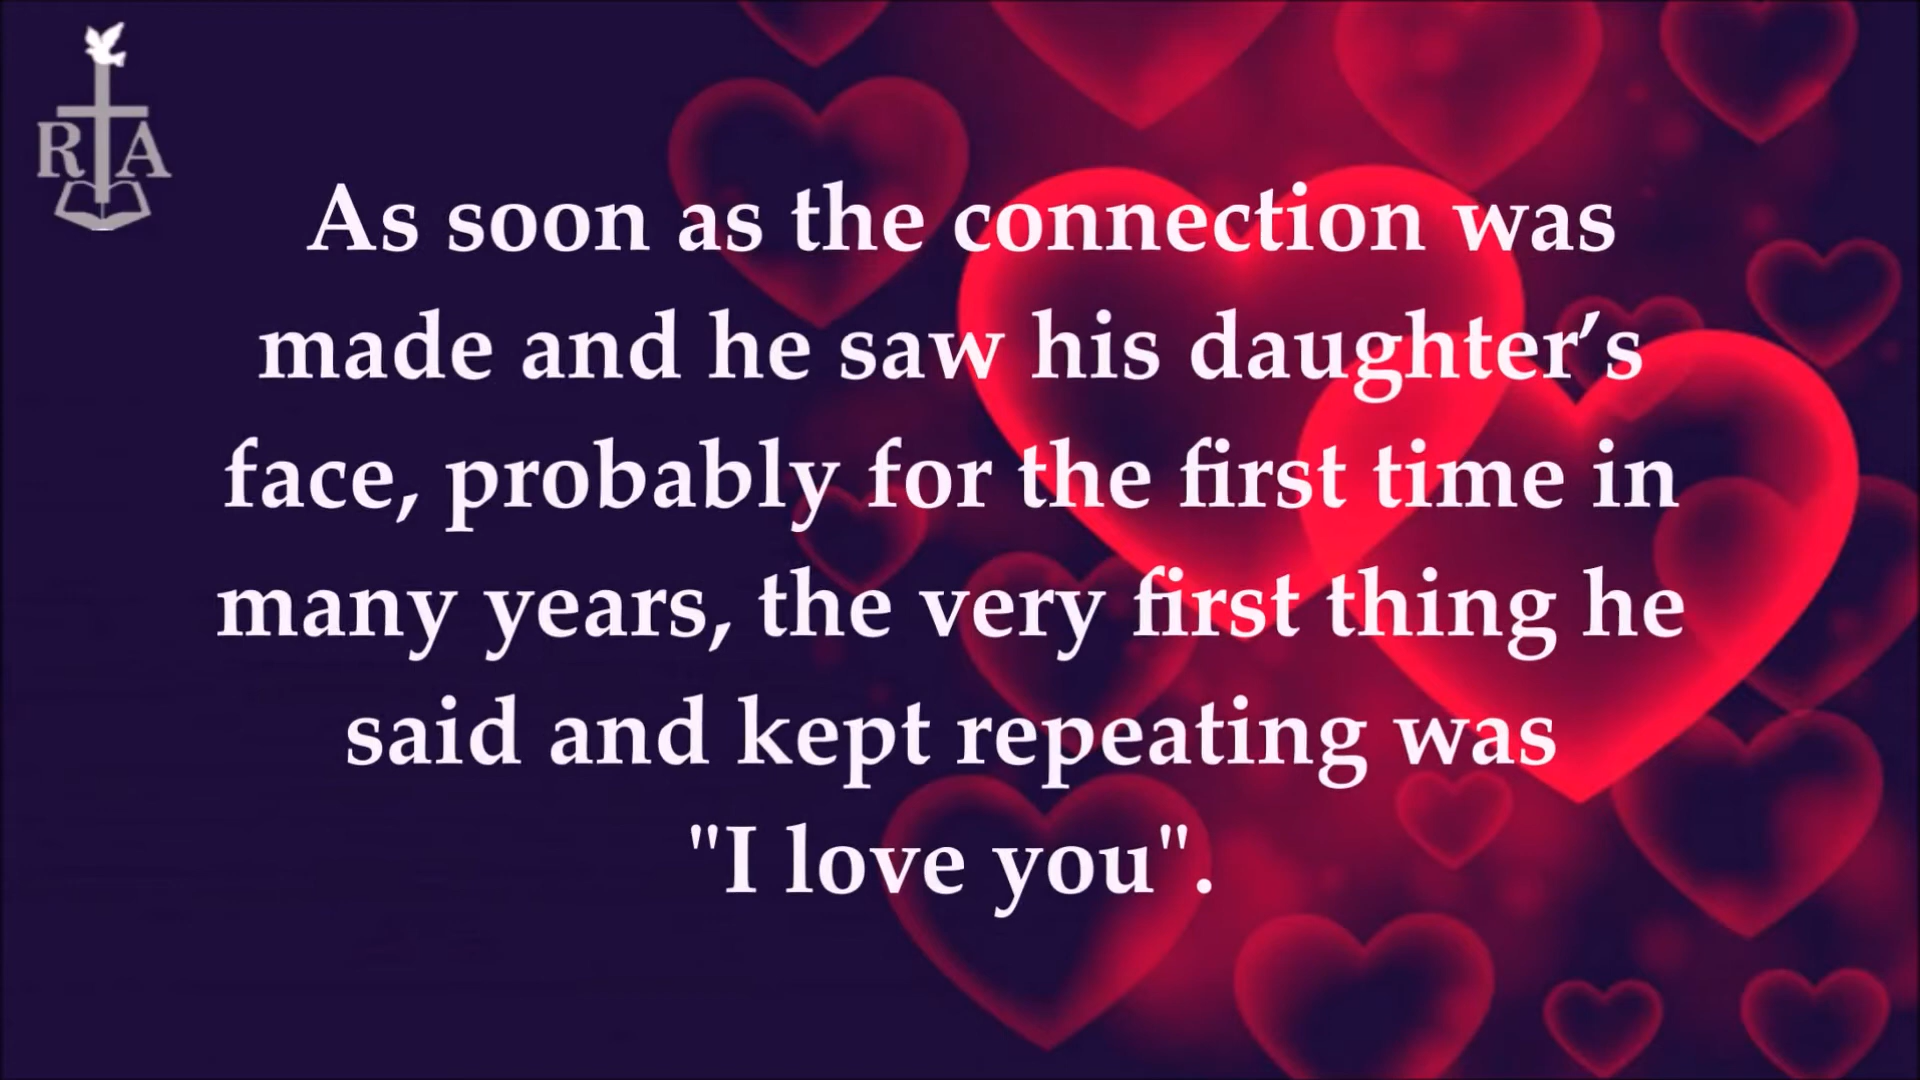 RTA
As soon as the connection was
made and he saw his daughter’s
face, probably for the first time in
many years, the very first thing he
said and kept repeating was
"I love you".